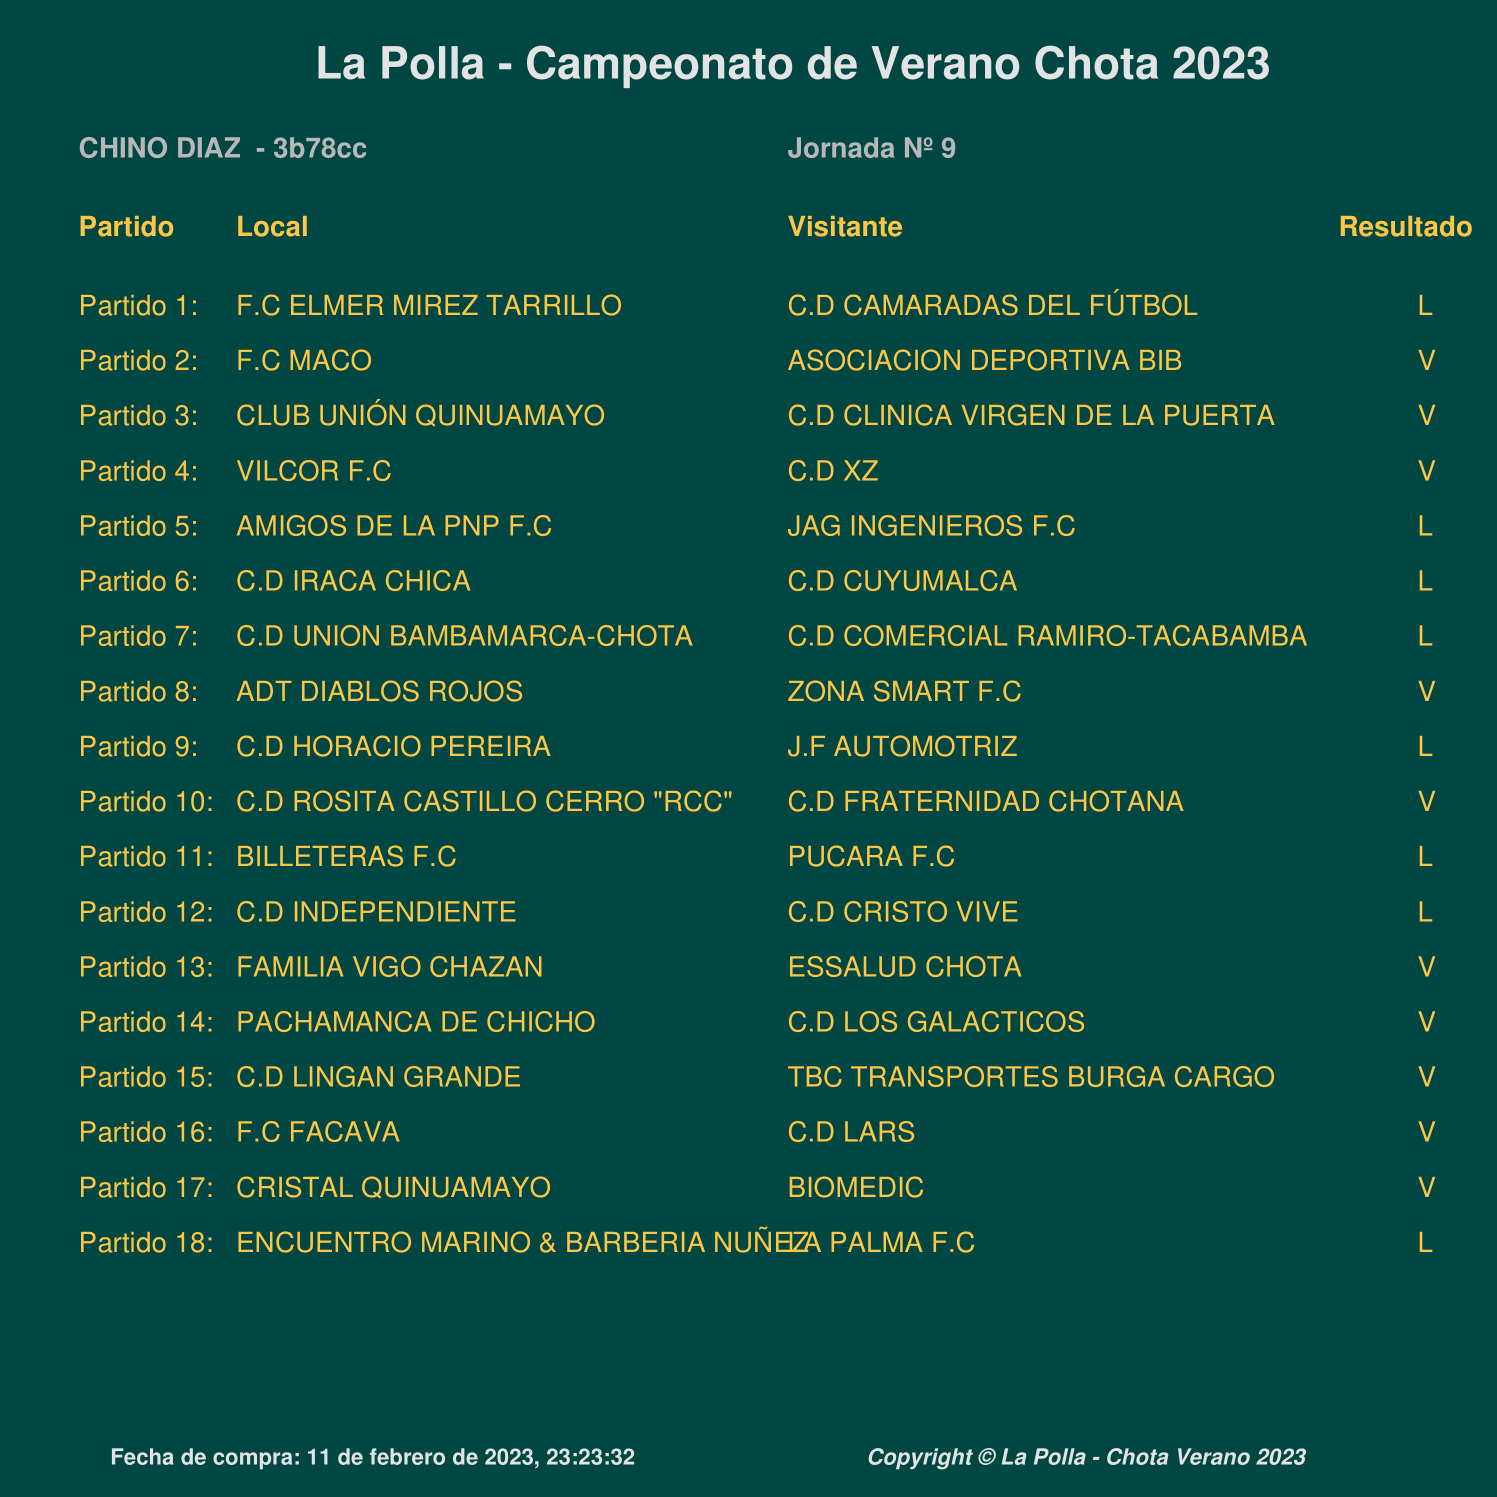 La Polla - Campeonato de Verano Chota 2023
CHINO DIAZ - 3b78cc Jornada Nº 9
Partido Local Visitante Resultado
Partido 1: F.C ELMER MIREZ TARRILLO C.D CAMARADAS DEL FÚTBOL L
Partido 2: F.C MACO ASOCIACION DEPORTIVA BIB V
Partido 3: CLUB UNIÓN QUINUAMAYO C.D CLINICA VIRGEN DE LA PUERTA V
Partido 4: VILCOR F.C C.D XZ V
Partido 5: AMIGOS DE LA PNP F.C JAG INGENIEROS F.C L
Partido 6: C.D IRACA CHICA C.D CUYUMALCA L
Partido 7: C.D UNION BAMBAMARCA-CHOTA C.D COMERCIAL RAMIRO-TACABAMBA L
Partido 8: ADT DIABLOS ROJOS ZONA SMART F.C V
Partido 9: C.D HORACIO PEREIRA J.F AUTOMOTRIZ L
Partido 10: C.D ROSITA CASTILLO CERRO "RCC" C.D FRATERNIDAD CHOTANA V
Partido 11: BILLETERAS F.C PUCARA F.C L
Partido 12: C.D INDEPENDIENTE C.D CRISTO VIVE L
Partido 13: FAMILIA VIGO CHAZAN ESSALUD CHOTA V
Partido 14: PACHAMANCA DE CHICHO C.D LOS GALACTICOS V
Partido 15: C.D LINGAN GRANDE TBC TRANSPORTES BURGA CARGO V
Partido 16: F.C FACAVA C.D LARS V
Partido 17: CRISTAL QUINUAMAYO BIOMEDIC V
Partido 18: ENCUENTRO MARINO & BARBERIA NUÑEZ LA PALMA F.C L
Fecha de compra: 11 de febrero de 2023, 23:23:32 Copyright © La Polla - Chota Verano 2023